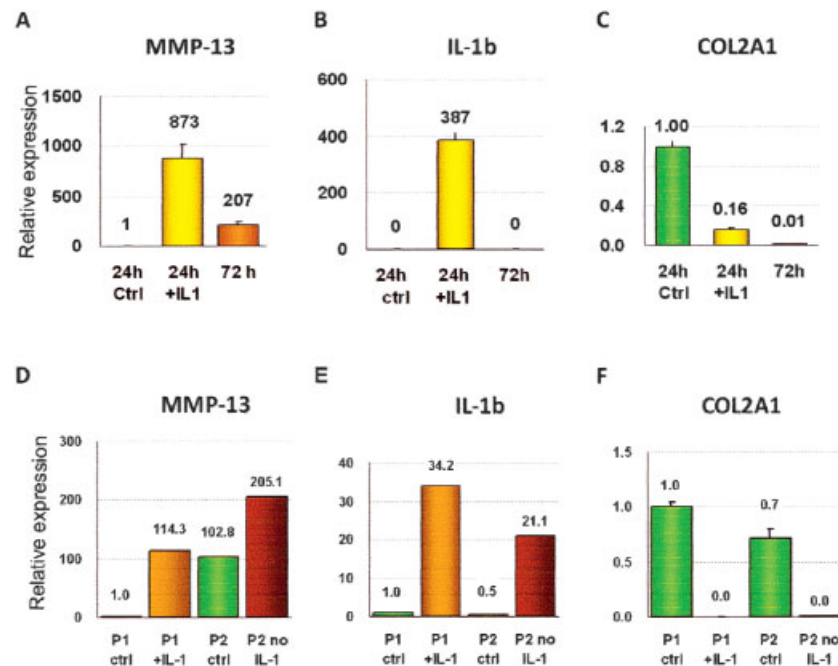 A
MMP-13
Relative expression
1500
1000
500
0
1
873
207
24h Ctrl
24h +IL1
72 h
B
IL-1b
600
400
200
0
0
387
0
24h ctrl
24h +IL1
72h
C
COL2A1
1.2
0.8
0.4
0.0
1.00
0.16
0.01
24h Ctrl
24h +IL1
72h
D
MMP-13
Relative expression
300
200
100
0
1.0
114.3
102.8
205.1
P1 ctrl
P1 +IL-1
P2 ctrl
P2 no IL-1
E
IL-1b
40
30
20
10
0
1.0
34.2
0.5
21.1
P1 ctrl
P1 +IL-1
P2 ctrl
P2 no IL-1
F
COL2A1
1.5
1.0
0.5
0.0
1.0
0.0
0.7
0.0
P1 ctrl
P1 +IL-1
P2 ctrl
P2 no IL-1